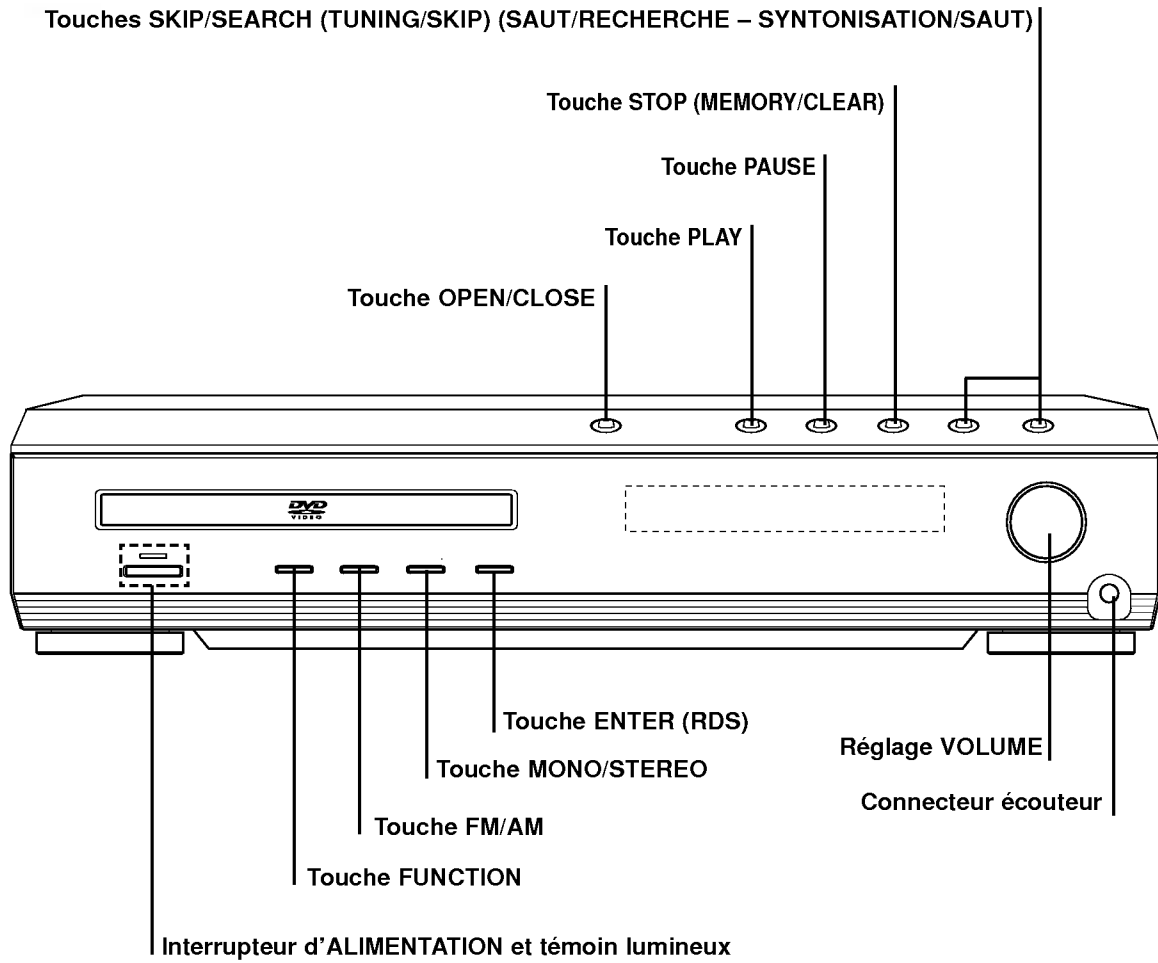 Touches SKIP/SEARCH (TUNING/SKIP) (SAUT/RECHERCHE – SYNTONISATION/SAUT)
Touche STOP (MEMORY/CLEAR)
Touche PAUSE
Touche PLAY
Touche OPEN/CLOSE
DVD
VIDEO
Touche ENTER (RDS)
Réglage VOLUME
Touche MONO/STEREO
Connecteur écouteur
Touche FM/AM
Touche FUNCTION
Interrupteur d'ALIMENTATION et témoin lumineux